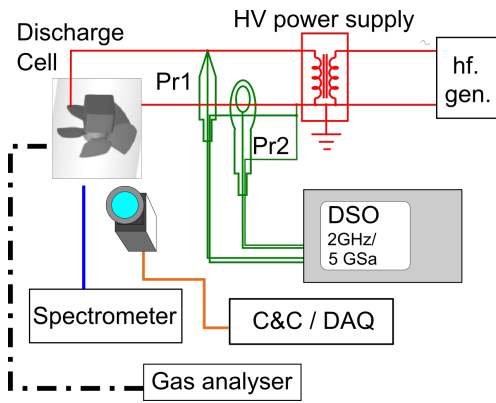 HV power supply
Discharge
Cell
~
hf.
gen.
Pr1
Pr2
DSO
2GHz/
5 GSa
Spectrometer
C&C / DAQ
Gas analyser